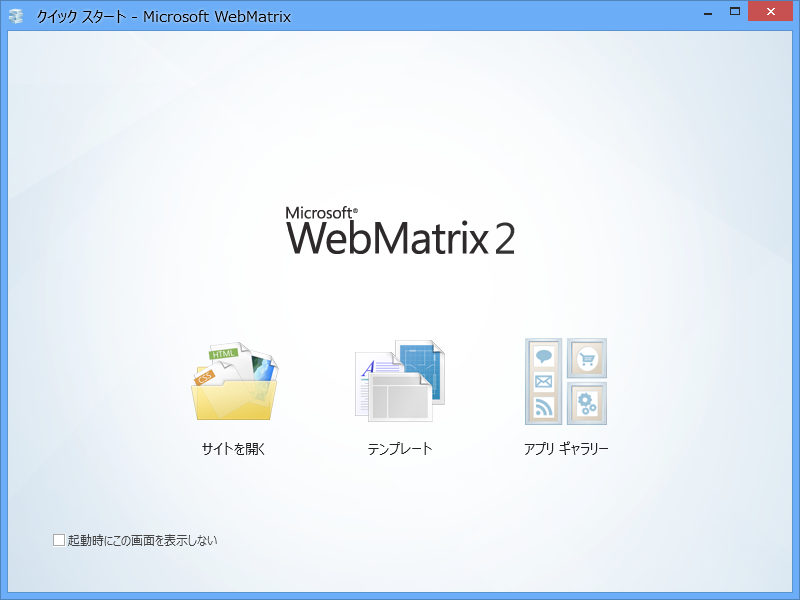 クイック スタート - Microsoft WebMatrix
Microsoft®
WebMatrix 2
HTML
CSS
A
サイトを開く
テンプレート
アプリ ギャラリー
起動時にこの画面を表示しない